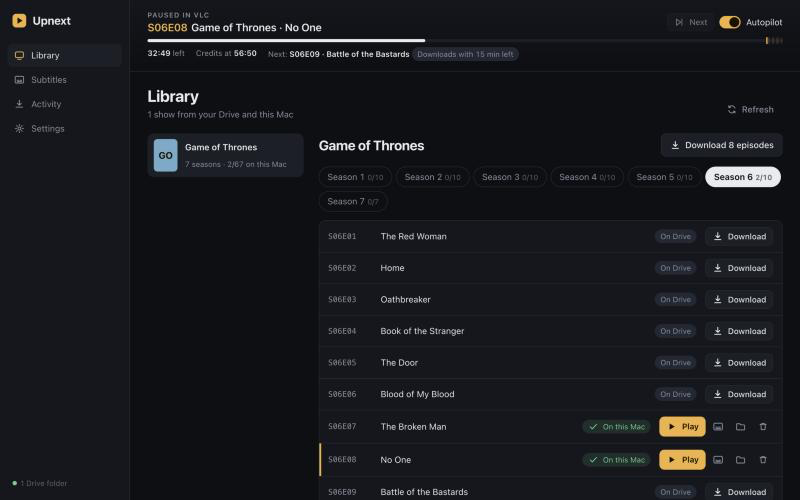 Upnext
Library
Subtitles
Activity
Settings
1 Drive folder
PAUSED IN VLC
S06E08 Game of Thrones · No One
Next
Autopilot
32:49 left Credits at 56:50 Next: S06E09 · Battle of the Bastards Downloads with 15 min left
Library
1 show from your Drive and this Mac
Refresh
GO
Game of Thrones
7 seasons · 2/67 on this Mac
Game of Thrones
Download 8 episodes
Season 1 0/10 Season 2 0/10 Season 3 0/10 Season 4 0/10 Season 5 0/10 Season 6 2/10
Season 7 0/7
S06E01 The Red Woman On Drive Download
S06E02 Home On Drive Download
S06E03 Oathbreaker On Drive Download
S06E04 Book of the Stranger On Drive Download
S06E05 The Door On Drive Download
S06E06 Blood of My Blood On Drive Download
S06E07 The Broken Man On this Mac Play
S06E08 No One On this Mac Play
S06E09 Battle of the Bastards On Drive Download